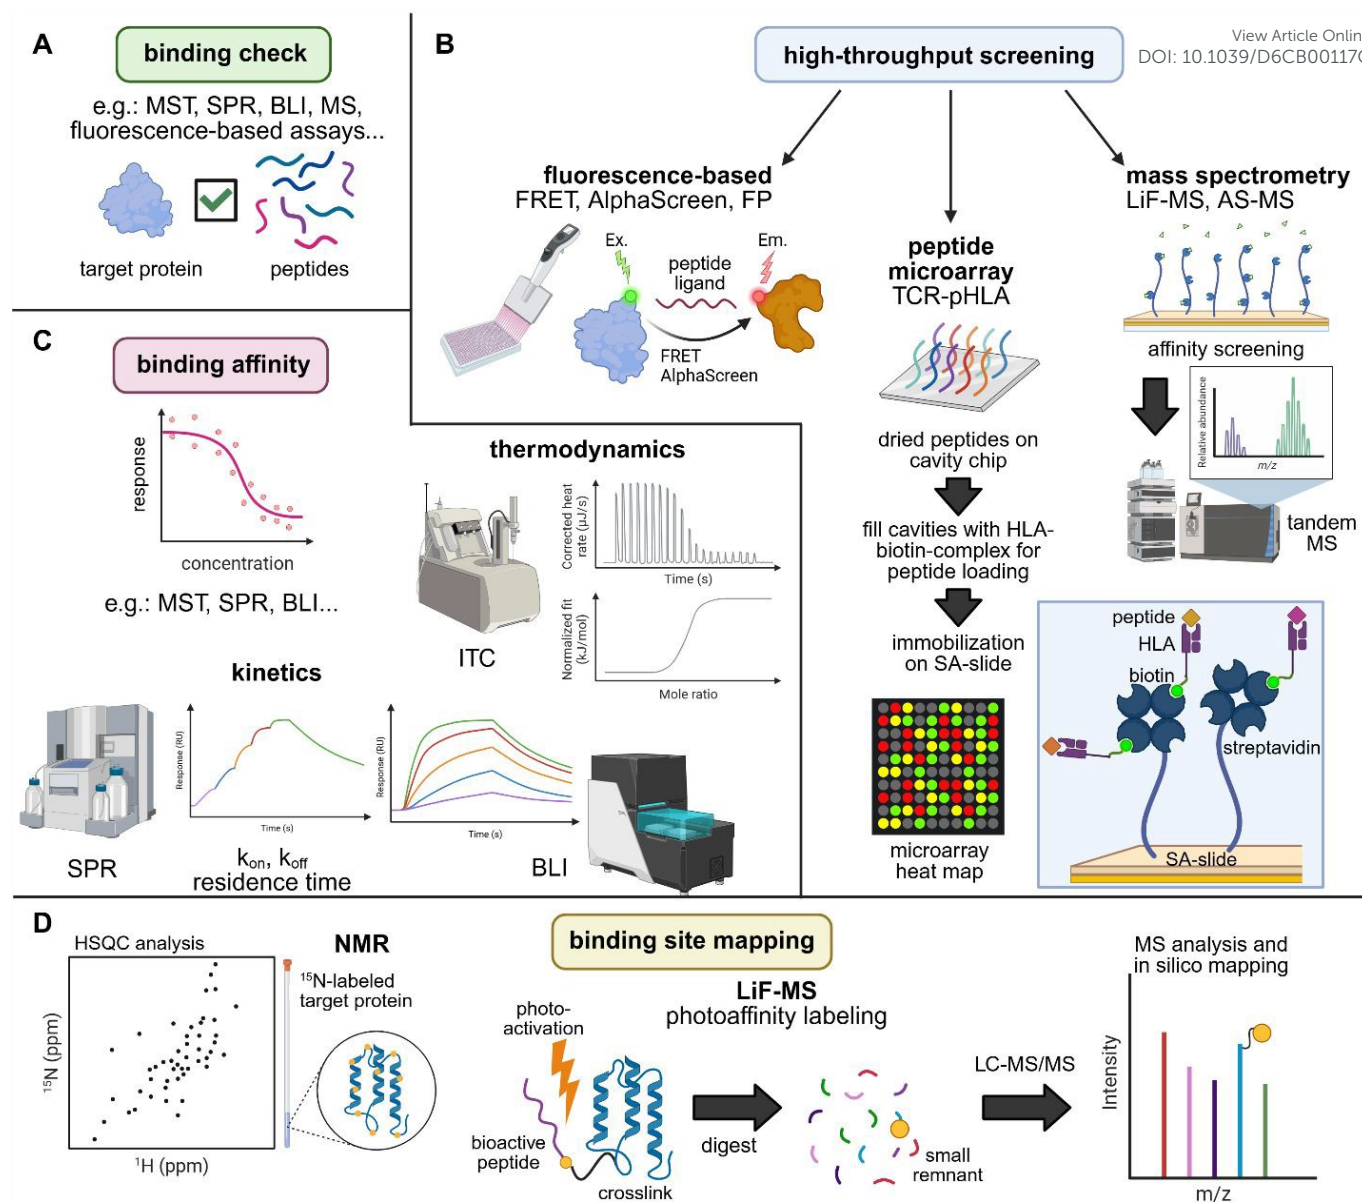 View Article Onlin
DOI: 10.1039/D6CB00117C
A
binding check
e.g.: MST, SPR, BLI, MS,
fluorescence-based assays...
target protein
peptides
B
high-throughput screening
fluorescence-based
FRET, AlphaScreen, FP
Ex.
peptide
ligand
Em.
FRET
AlphaScreen
peptide
microarray
TCR-pHLA
dried peptides on
cavity chip
fill cavities with HLA-
biotin-complex for
peptide loading
immobilization
on SA-slide
microarray
heat map
mass spectrometry
LiF-MS, AS-MS
affinity screening
Relative abundance
m/z
tandem
MS
peptide
HLA
biotin
streptavidin
SA-slide
C
binding affinity
response
concentration
e.g.: MST, SPR, BLI...
thermodynamics
ITC
Corrected heat
rate (µJ/s)
Time (s)
Normalized fit
(kJ/mol)
Mole ratio
kinetics
SPR
Response (RU)
Time (s)
kon, koff
residence time
Response (RU)
Time (s)
BLI
D
HSQC analysis
15N (ppm)
1H (ppm)
NMR
15N-labeled
target protein
binding site mapping
LiF-MS
photoaffinity labeling
photo-
activation
bioactive
peptide
crosslink
digest
small
remnant
LC-MS/MS
MS analysis and
in silico mapping
Intensity
m/z